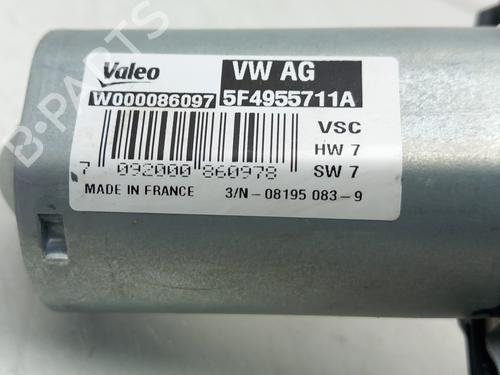 B-PARTS
Valeo
VW AG
W000086097
5F4955711A
VSC
HW 7
7 092000 860978
SW 7
MADE IN FRANCE
3/N-08195 083-9